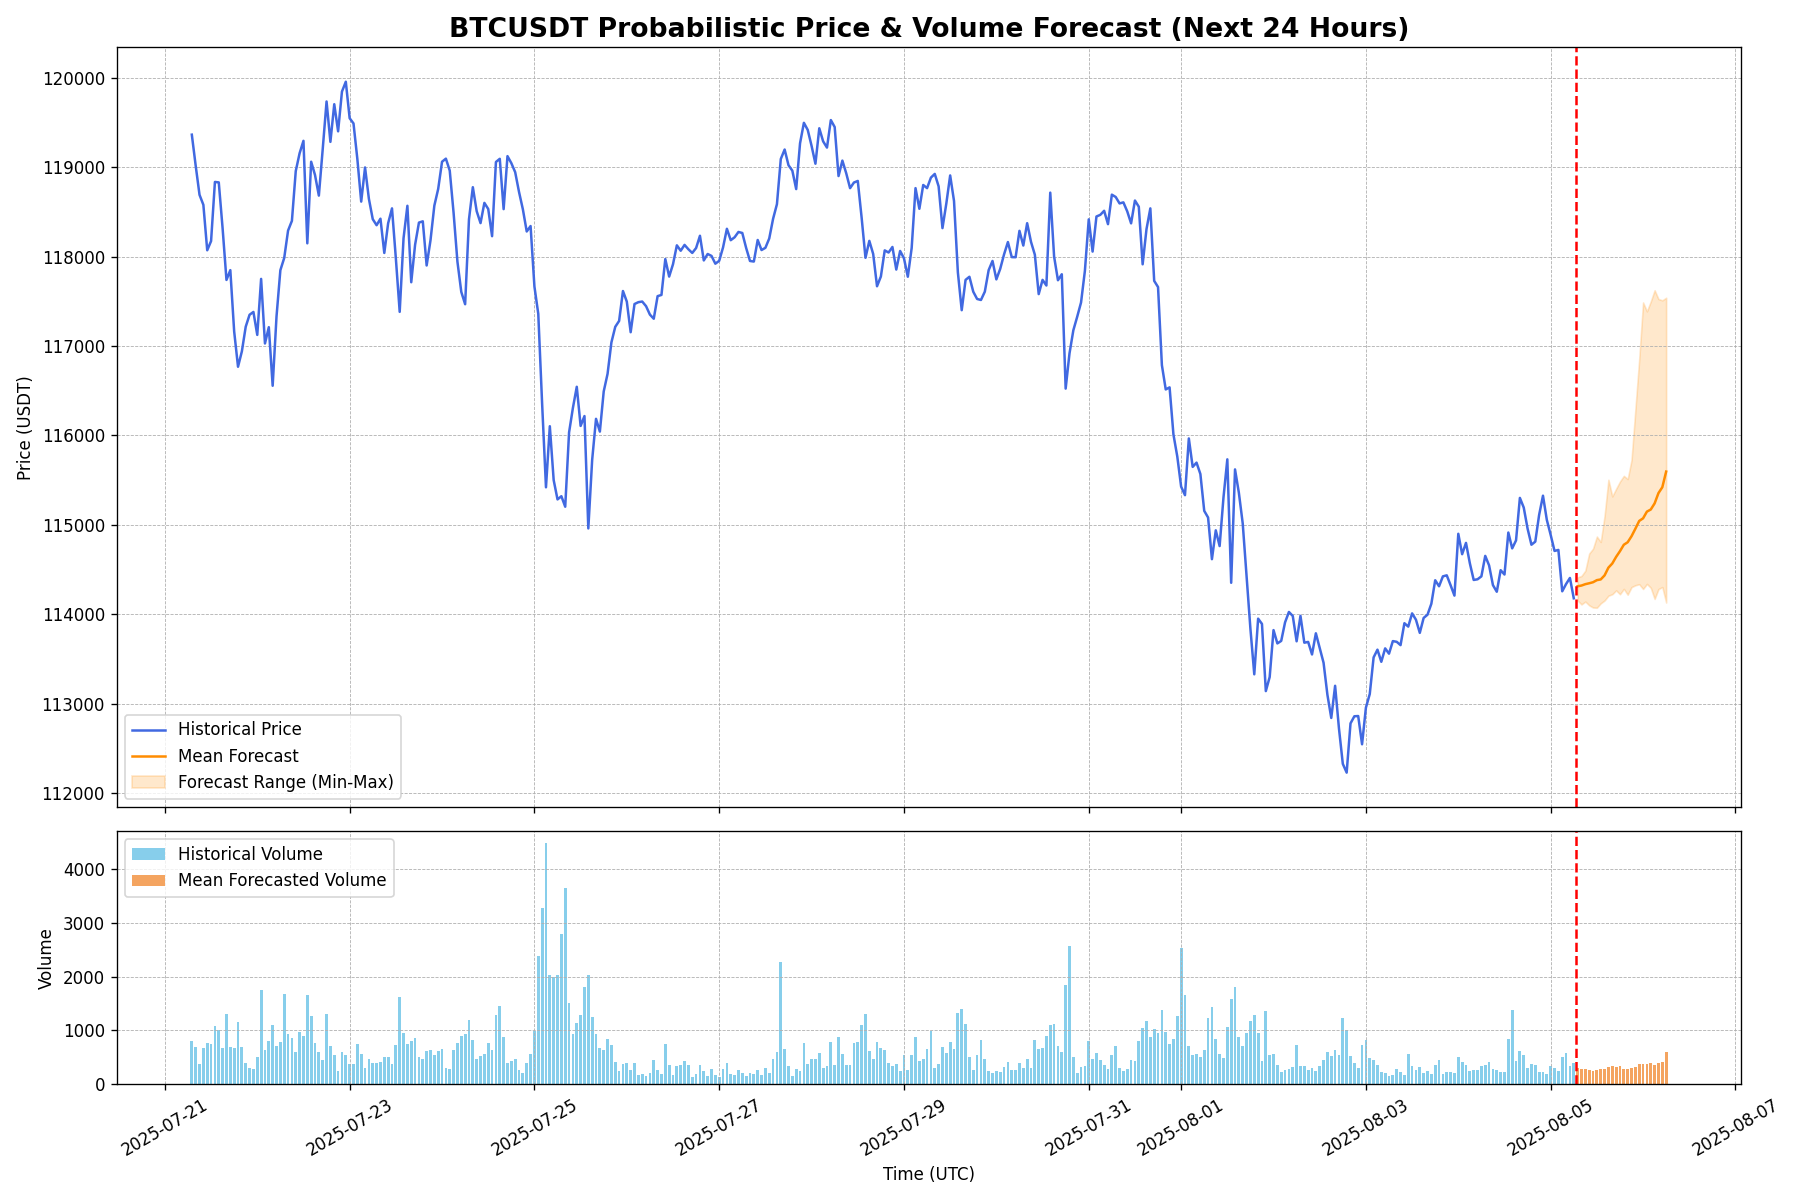 BTCUSDT Probabilistic Price & Volume Forecast (Next 24 Hours)
Price (USDT)
120000
119000
118000
117000
116000
115000
114000
113000
112000
Historical Price
Mean Forecast
Forecast Range (Min-Max)
Volume
4000
3000
2000
1000
0
Historical Volume
Mean Forecasted Volume
2025-07-21
2025-07-23
2025-07-25
2025-07-27
2025-07-29
2025-07-31
2025-08-01
2025-08-03
2025-08-05
2025-08-07
Time (UTC)